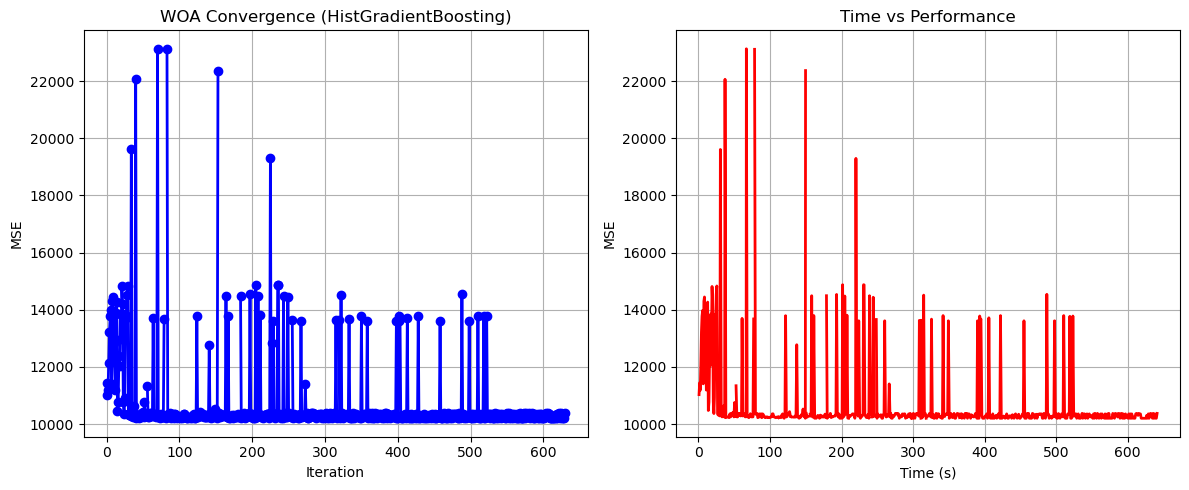 WOA Convergence (HistGradientBoosting)
MSE
22000
20000
18000
16000
14000
12000
10000
0 100 200 300 400 500 600
Iteration
Time vs Performance
MSE
22000
20000
18000
16000
14000
12000
10000
0 100 200 300 400 500 600
Time (s)